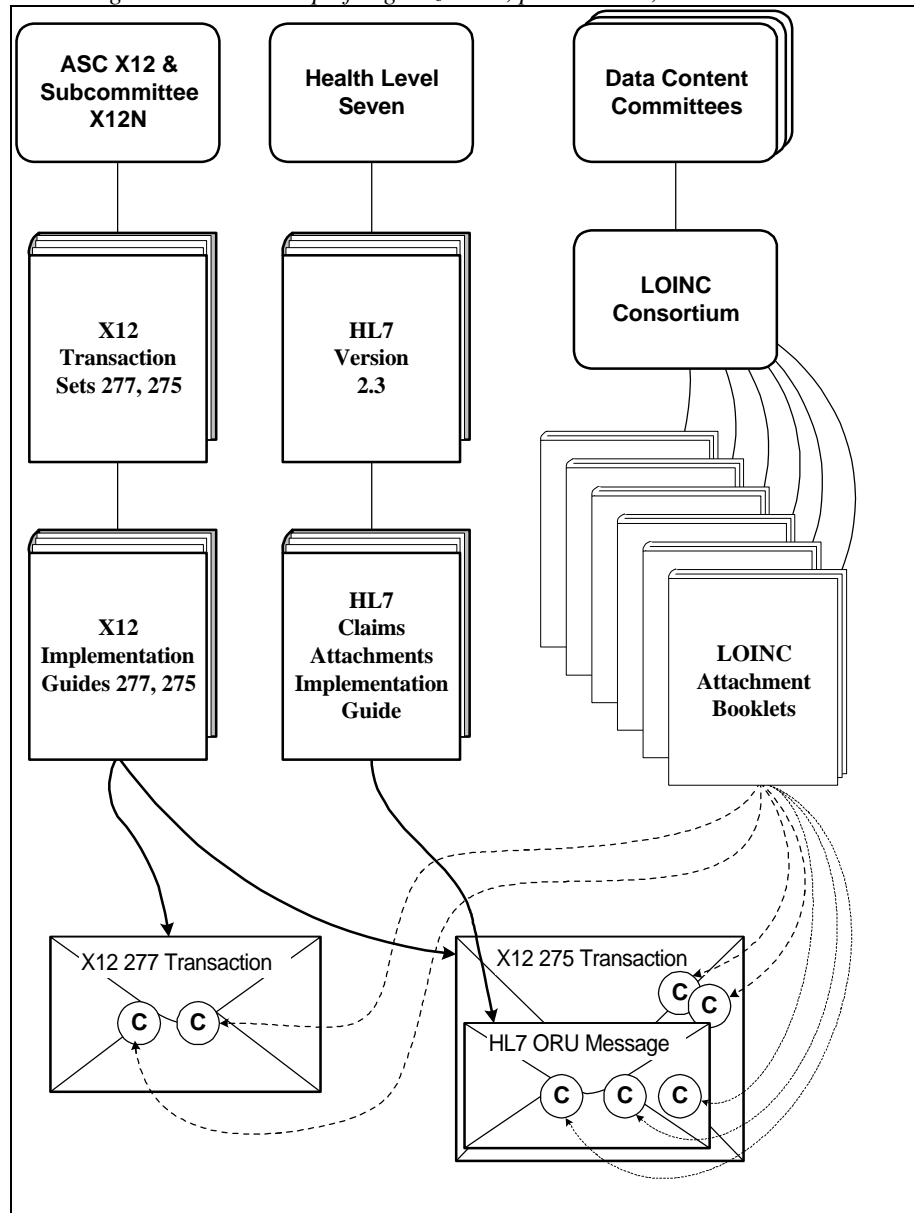 ASC X12 &
Subcommittee
X12N
Health Level
Seven
Data Content
Committees
LOINC
Consortium
X12
Transaction
Sets 277, 275
HL7
Version
2.3
X12
Implementation
Guides 277, 275
HL7
Claims
Attachments
Implementation
Guide
LOINC
Attachment
Booklets
X12 277 Transaction
C
C
X12 275 Transaction
C
C
HL7 ORU Message
C
C
C